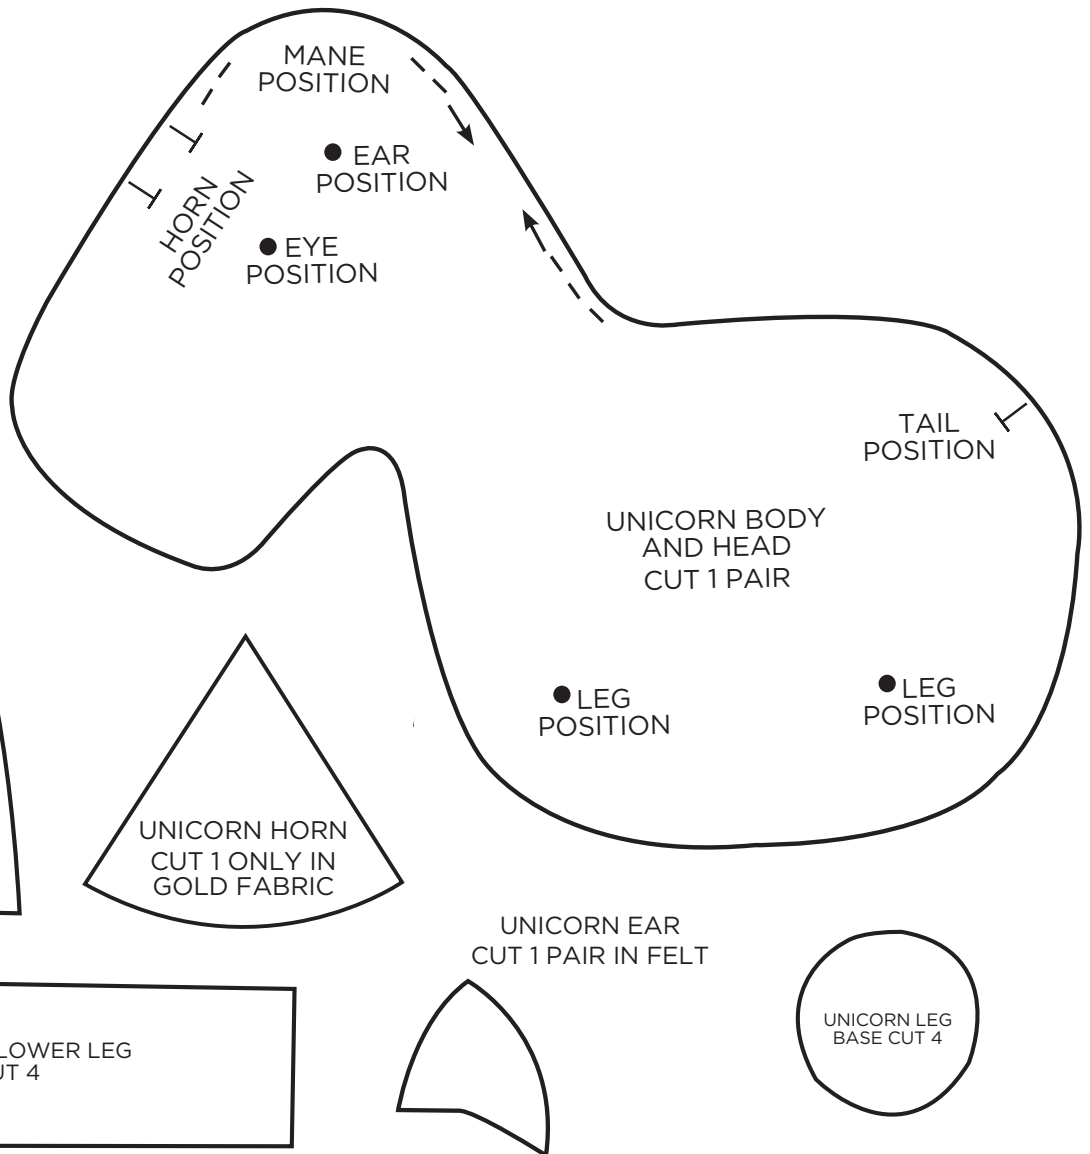 MANE
POSITION
EAR
POSITION
HORN
POSITION
EYE
POSITION
TAIL
POSITION
UNICORN BODY
AND HEAD
CUT 1 PAIR
LEG
POSITION
LEG
POSITION
UNICORN HORN
CUT 1 ONLY IN
GOLD FABRIC
UNICORN EAR
CUT 1 PAIR IN FELT
UNICORN LEG
BASE CUT 4
LOWER LEG
UT 4